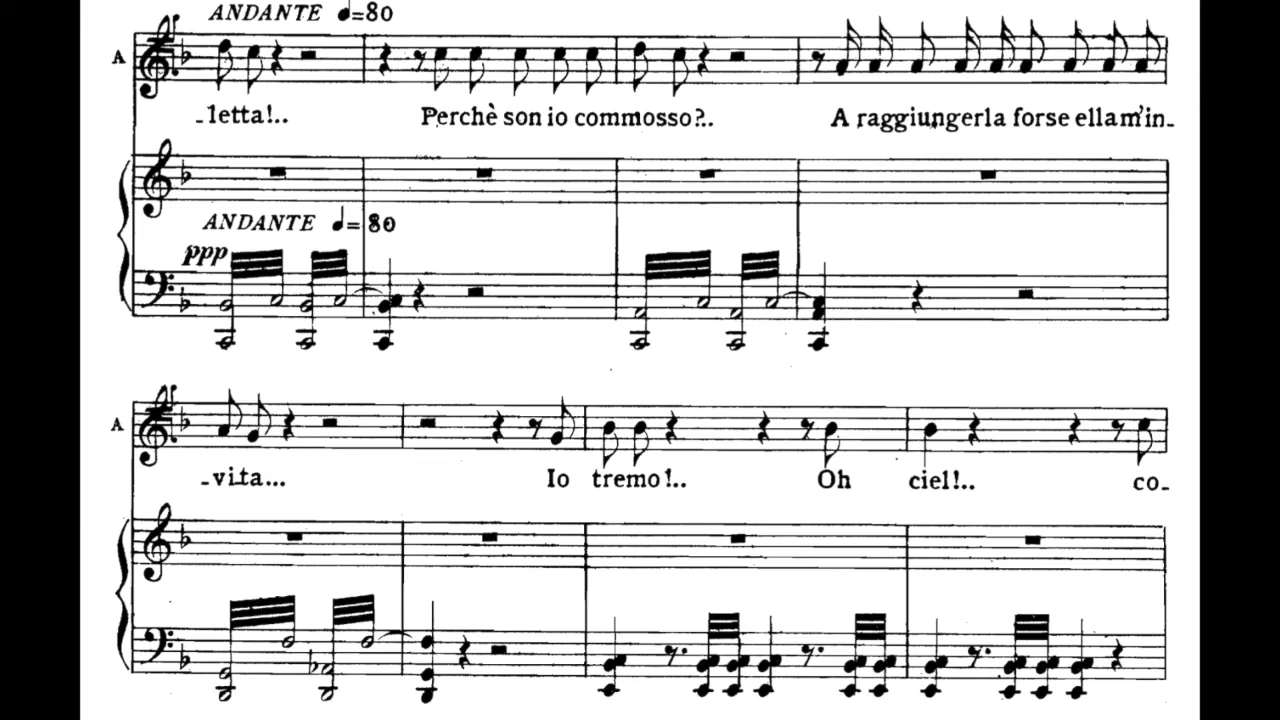 ANDANTE ♩=80
A
-letta!.. Perchè son io commosso?.. A raggiungerla forse ella m'in-
ANDANTE ♩=80
ppp
A
-vita... Io tremo!.. Oh ciel!.. co-